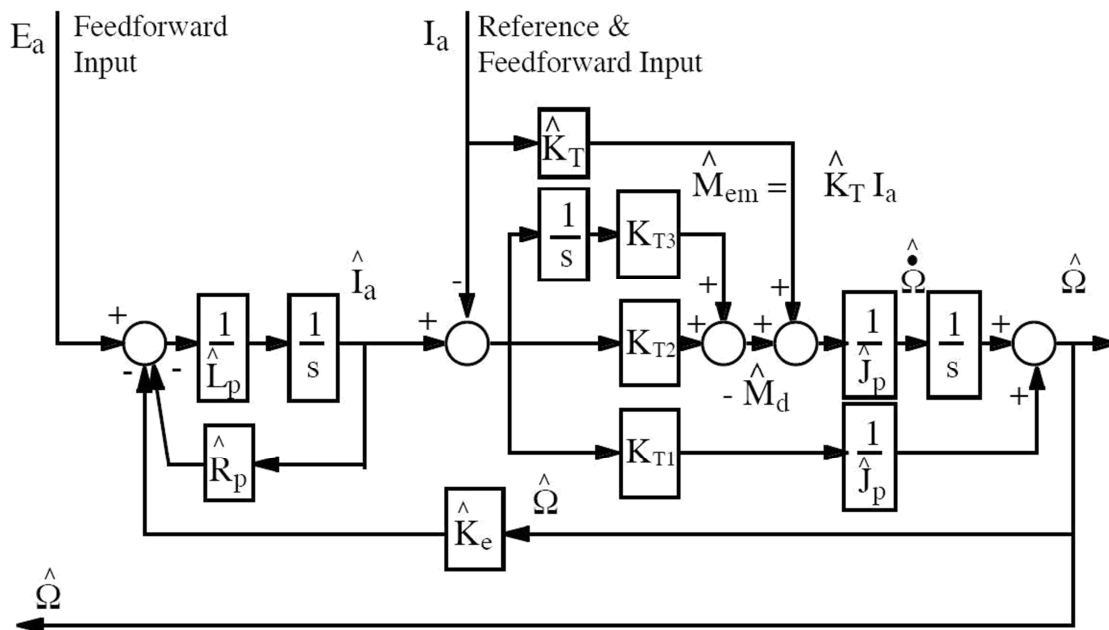 E_a
Feedforward
Input
I_a
Reference &
Feedforward Input
-
K̂_T
M̂_em = K̂_T I_a
1/s
K_T3
Î_a
+
-
-
1/L̂_p
1/s
+
K_T2
+
+
+
+
- M̂_d
1/Ĵ_p
Ω̂̇
1/s
+
+
Ω̂
R̂_p
K_T1
1/Ĵ_p
K̂_e
Ω̂
Ω̂